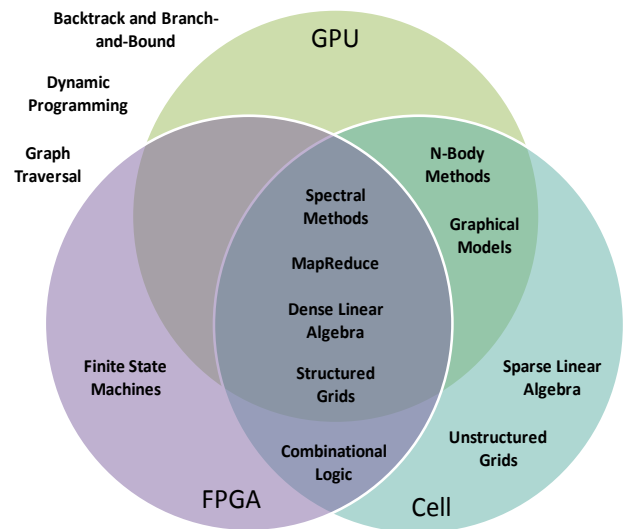 Backtrack and Branch-
and-Bound
GPU
Dynamic
Programming
Graph
Traversal
N-Body
Methods
Spectral
Methods
Graphical
Models
MapReduce
Dense Linear
Algebra
Finite State
Machines
Structured
Grids
Sparse Linear
Algebra
Combinational
Logic
Unstructured
Grids
FPGA
Cell